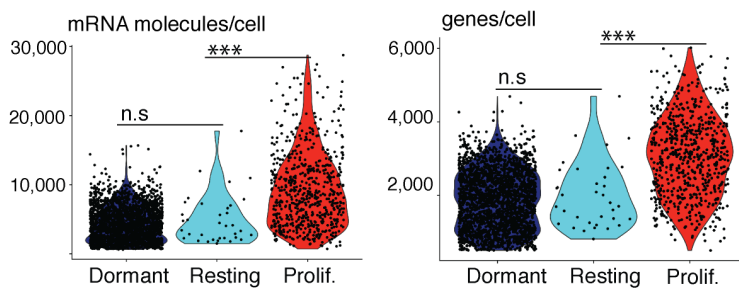 mRNA molecules/cell
30,000
20,000
10,000
n.s
***
Dormant Resting Prolif.
genes/cell
6,000
4,000
2,000
n.s
***
Dormant Resting Prolif.